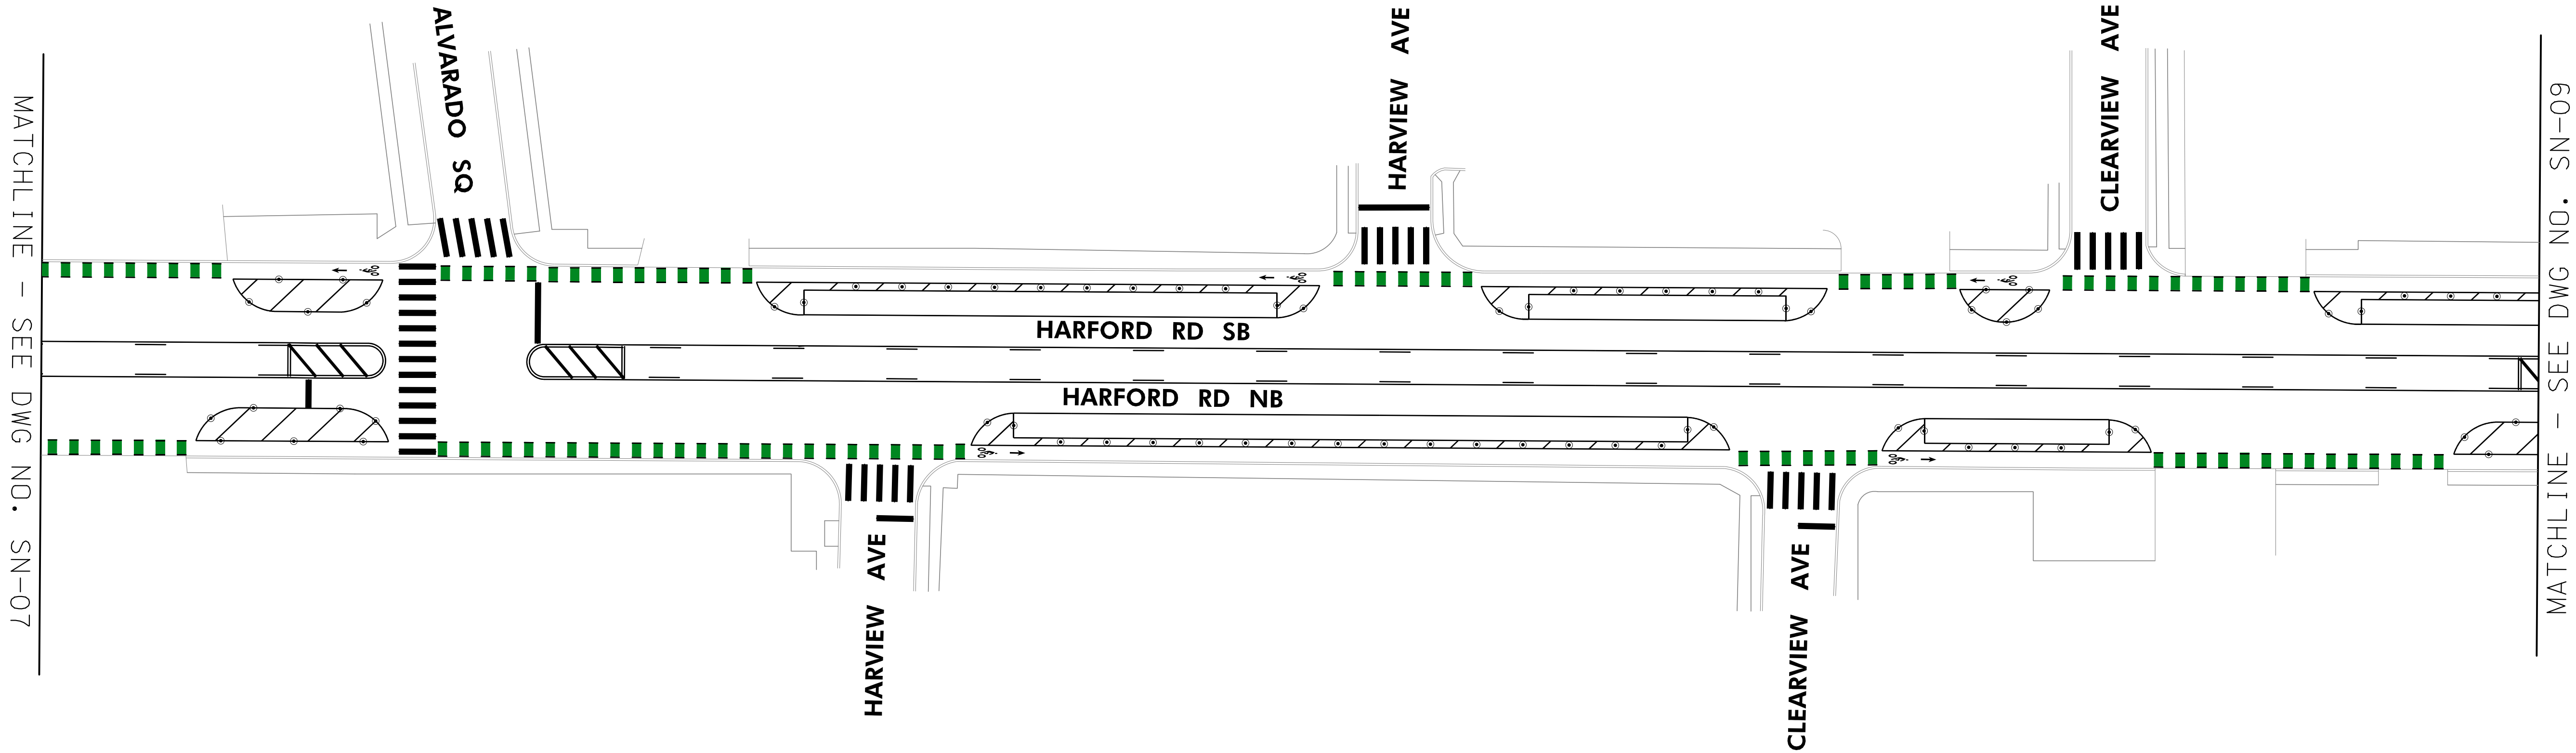 MATCHLINE - SEE DWG NO. SN-07
ALVARADO SQ
HARVIEW AVE
CLEARVIEW AVE
HARFORD RD SB
HARFORD RD NB
HARVIEW AVE
CLEARVIEW AVE
MATCHLINE - SEE DWG NO. SN-09